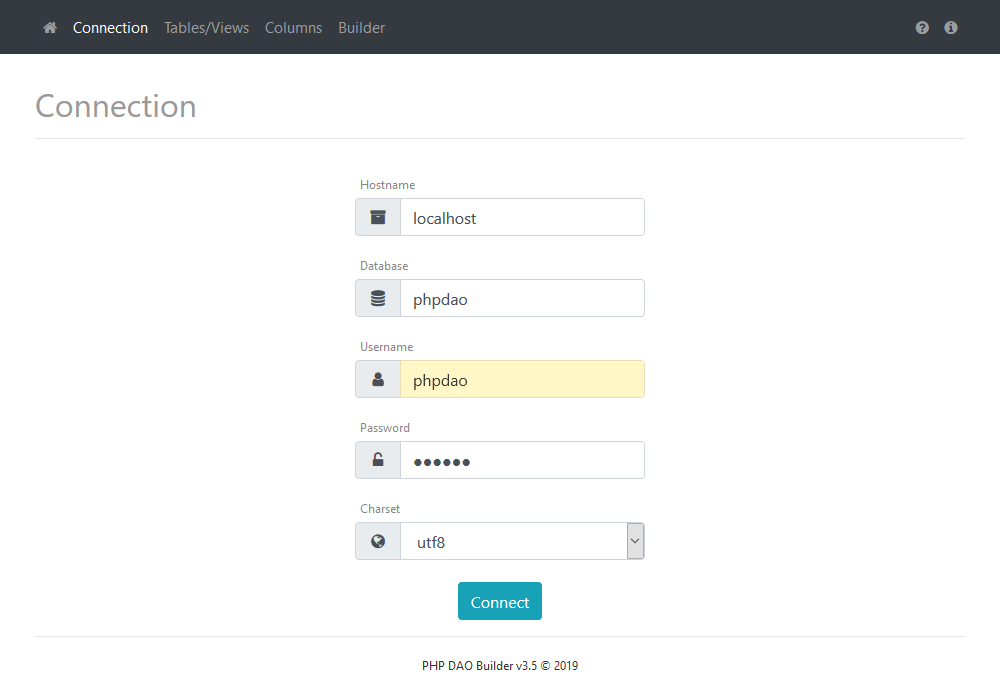 Connection Tables/Views Columns Builder
Connection
Hostname
localhost
Database
phpdao
Username
phpdao
Password
●●●●●●
Charset
utf8
Connect
PHP DAO Builder v3.5 © 2019